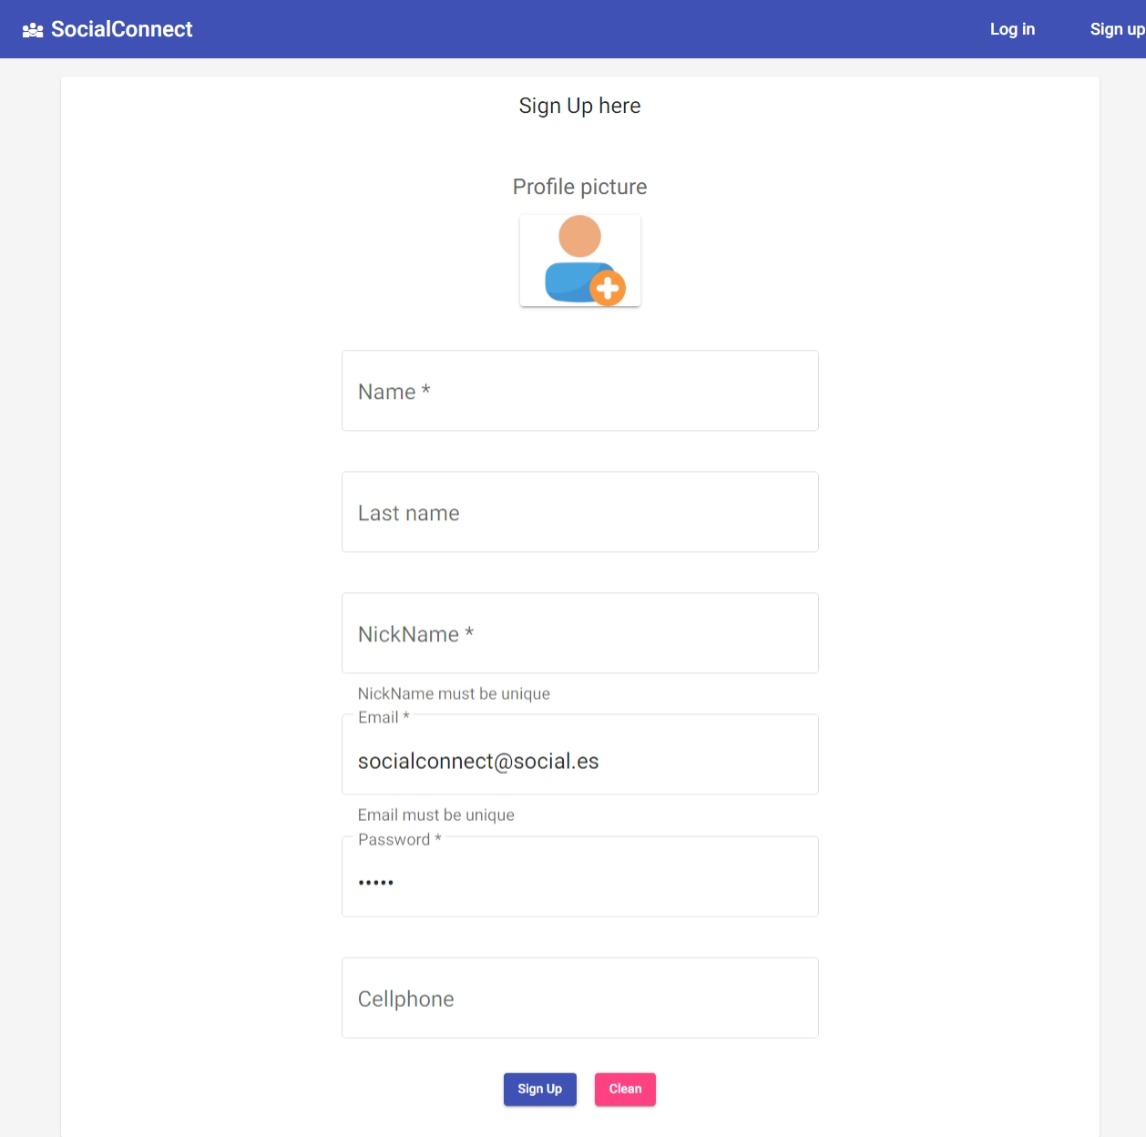 SocialConnect
Log in
Sign up
Sign Up here
Profile picture
Name *
Last name
NickName *
NickName must be unique
Email *
socialconnect@social.es
Email must be unique
Password *
•••••
Cellphone
Sign Up
Clean